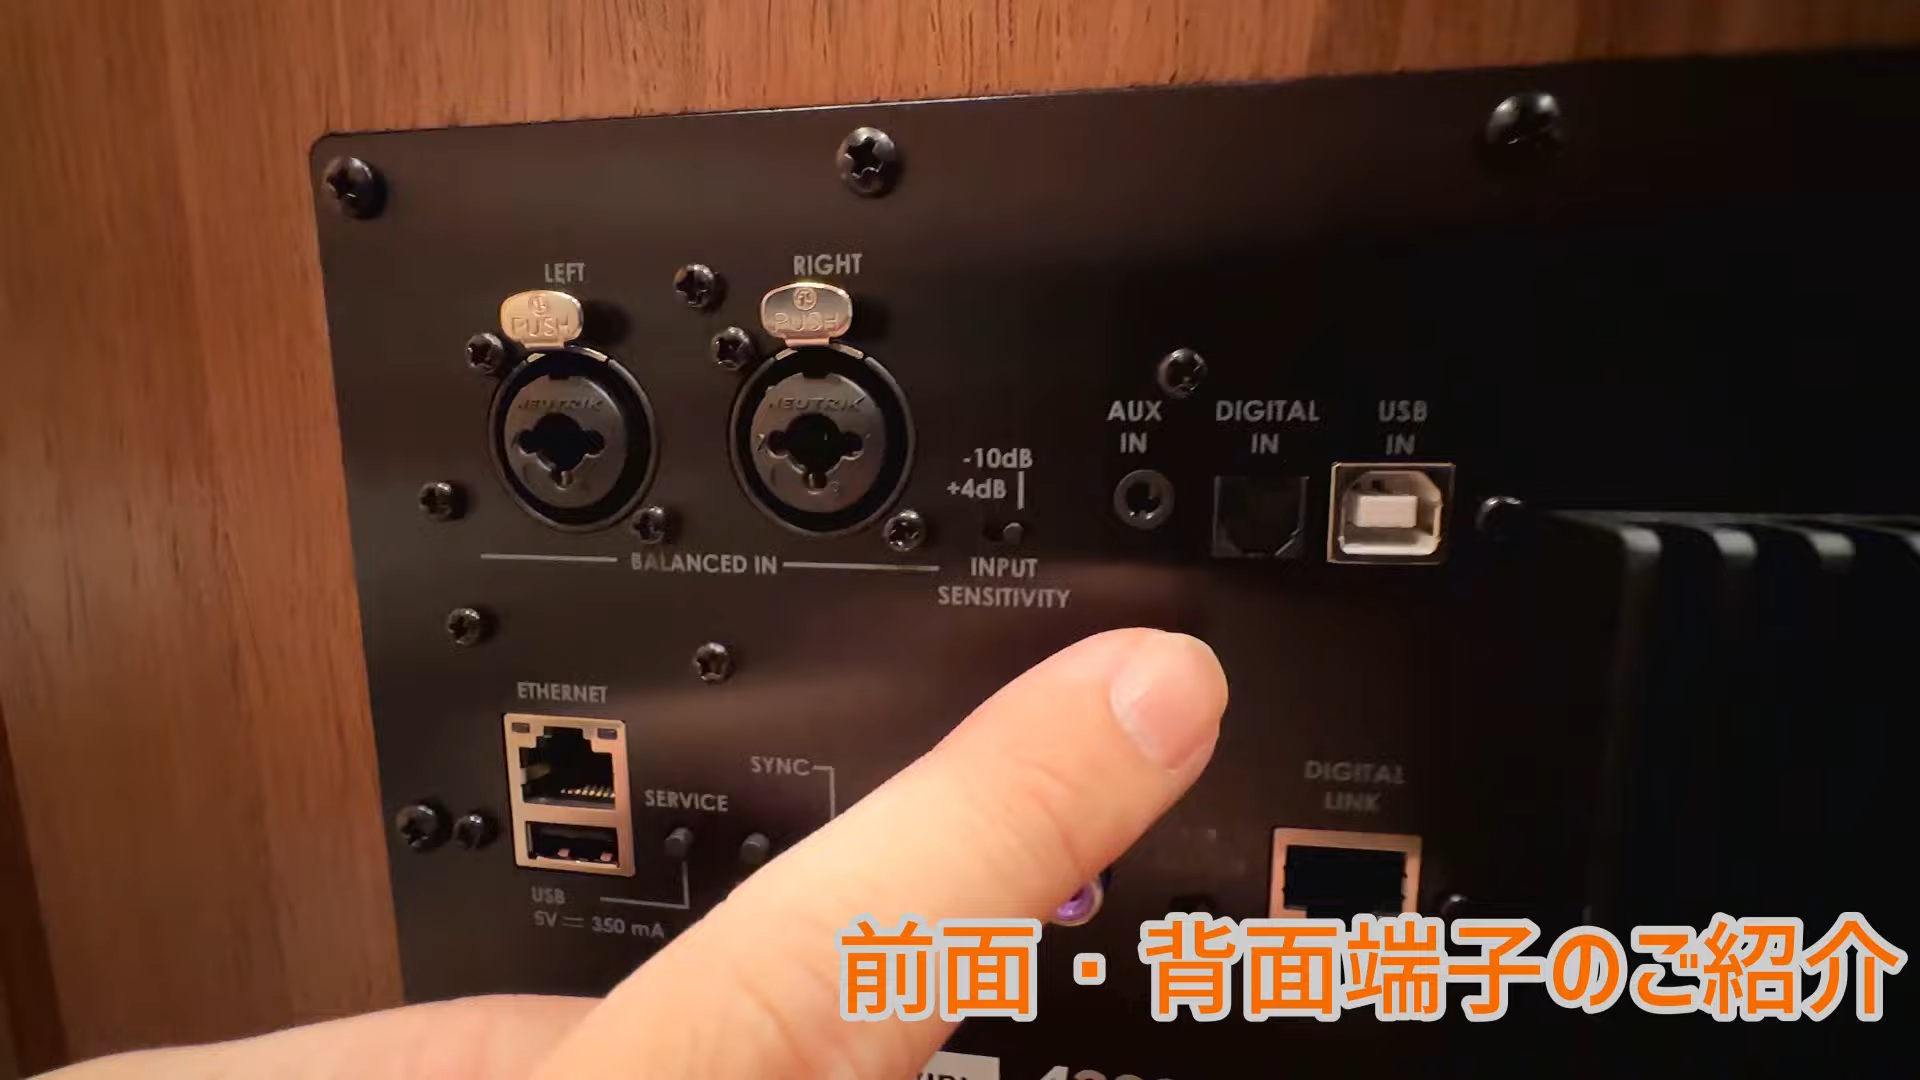 LEFT
RIGHT
PUSH
PUSH
NEUTRIK
NEUTRIK
-10dB
+4dB
INPUT
SENSITIVITY
BALANCED IN
AUX
IN
DIGITAL
IN
USB
IN
ETHERNET
SERVICE
SYNC
USB
5V ⎓ 350 mA
DIGITAL
LINK
前面・背面端子のご紹介